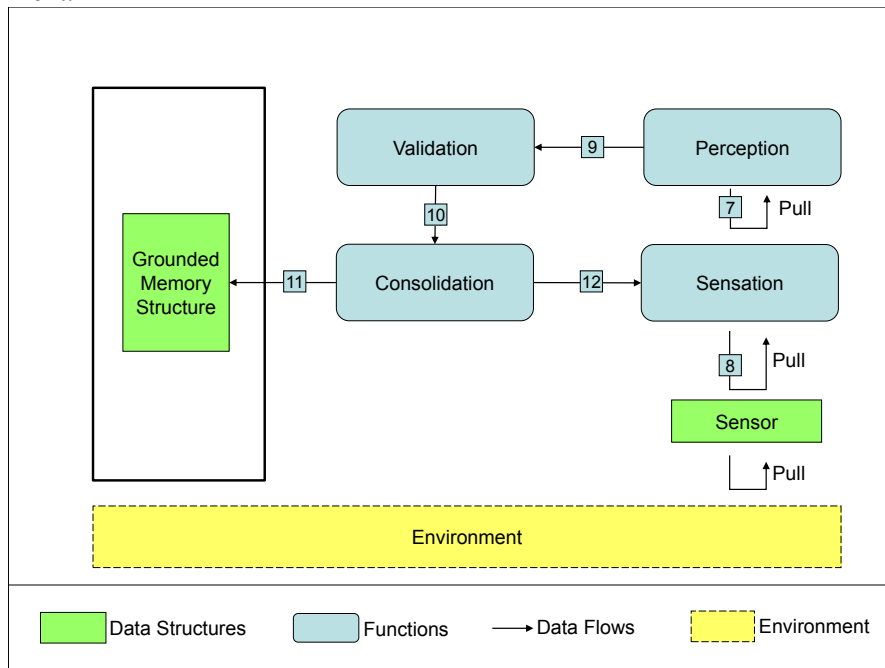 Validation
9
Perception
7
Pull
10
Grounded
Memory
Structure
11
Consolidation
12
Sensation
8
Pull
Sensor
Pull
Environment
Data Structures
Functions
Data Flows
Environment